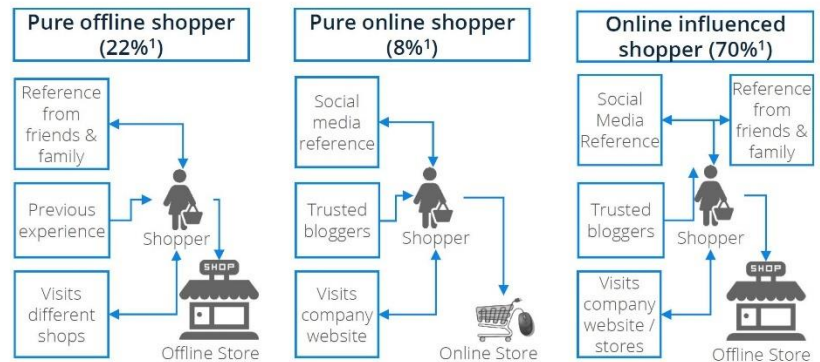 Pure offline shopper
(22%¹)
Reference
from
friends &
family
Previous
experience
Visits
different
shops
Shopper
SHOP
Offline Store
Pure online shopper
(8%¹)
Social
media
reference
Trusted
bloggers
Visits
company
website
Shopper
Online Store
Online influenced
shopper (70%¹)
Social
Media
Reference
Reference
from
friends &
family
Trusted
bloggers
Visits
company
website /
stores
Shopper
SHOP
Offline Store